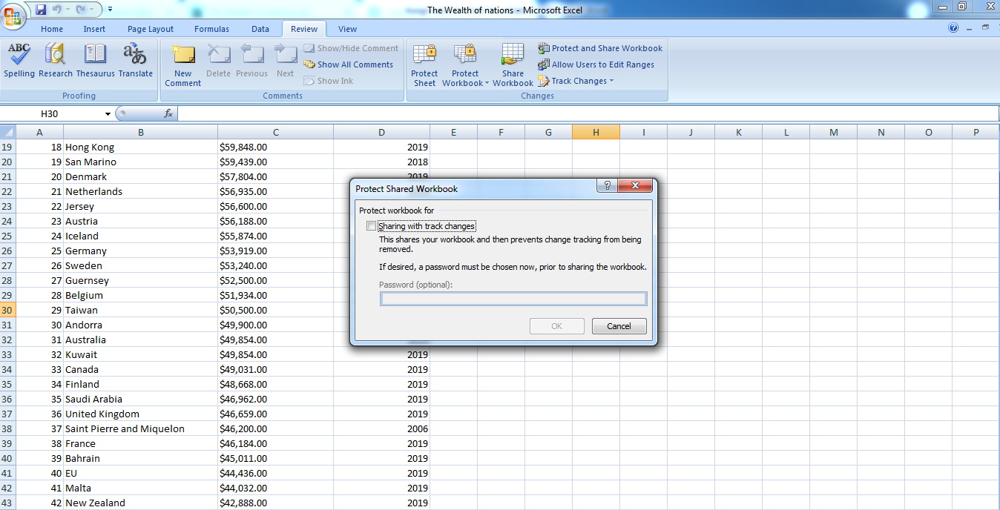 The Wealth of nations - Microsoft Excel
Home Insert Page Layout Formulas Data Review View
ABC
Spelling Research Thesaurus Translate
Proofing
New Comment Delete Previous Next
Show/Hide Comment
Show All Comments
Show Ink
Comments
Protect Sheet Protect Workbook Share Workbook
Protect and Share Workbook
Allow Users to Edit Ranges
Track Changes
Changes
H30 fx
A B C D E F G H I J K L M N O P
19 18 Hong Kong $59,848.00 2019
20 19 San Marino $59,439.00 2018
21 20 Denmark $57,804.00 2019
22 21 Netherlands $56,935.00
23 22 Jersey $56,600.00
24 23 Austria $56,188.00
25 24 Iceland $55,874.00
26 25 Germany $53,919.00
27 26 Sweden $53,240.00
28 27 Guernsey $52,500.00
29 28 Belgium $51,934.00
30 29 Taiwan $50,500.00
31 30 Andorra $49,900.00
32 31 Australia $49,854.00
33 32 Kuwait $49,854.00 2019
34 33 Canada $49,031.00 2019
35 34 Finland $48,668.00 2019
36 35 Saudi Arabia $46,962.00 2019
37 36 United Kingdom $46,659.00 2019
38 37 Saint Pierre and Miquelon $46,200.00 2006
39 38 France $46,184.00 2019
40 39 Bahrain $45,011.00 2019
41 40 EU $44,436.00 2019
42 41 Malta $44,032.00 2019
43 42 New Zealand $42,888.00 2019
Protect Shared Workbook
Protect workbook for
Sharing with track changes
This shares your workbook and then prevents change tracking from being
removed.
If desired, a password must be chosen now, prior to sharing the workbook.
Password (optional):
OK Cancel